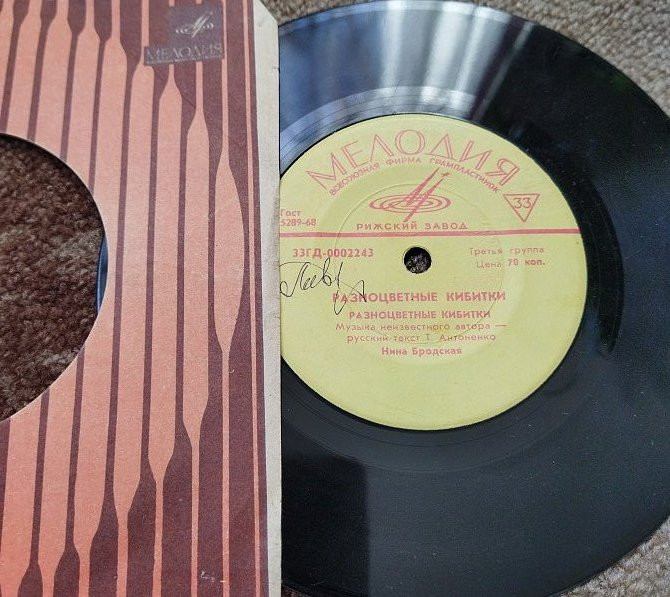 МЕЛОДИЯ
МЕЛОДИЯ
ВСЕСОЮЗНАЯ ФИРМА ГРАМПЛАСТИНОК
33
РИЖСКИЙ ЗАВОД
Гост
5289-68
33ГД-0002243
Третья группа
Цена 70 коп.
РАЗНОЦВЕТНЫЕ КИБИТКИ
РАЗНОЦВЕТНЫЕ КИБИТКИ
Музыка неизвестного автора —
русский текст Т. Антоненко
Нина Бродская